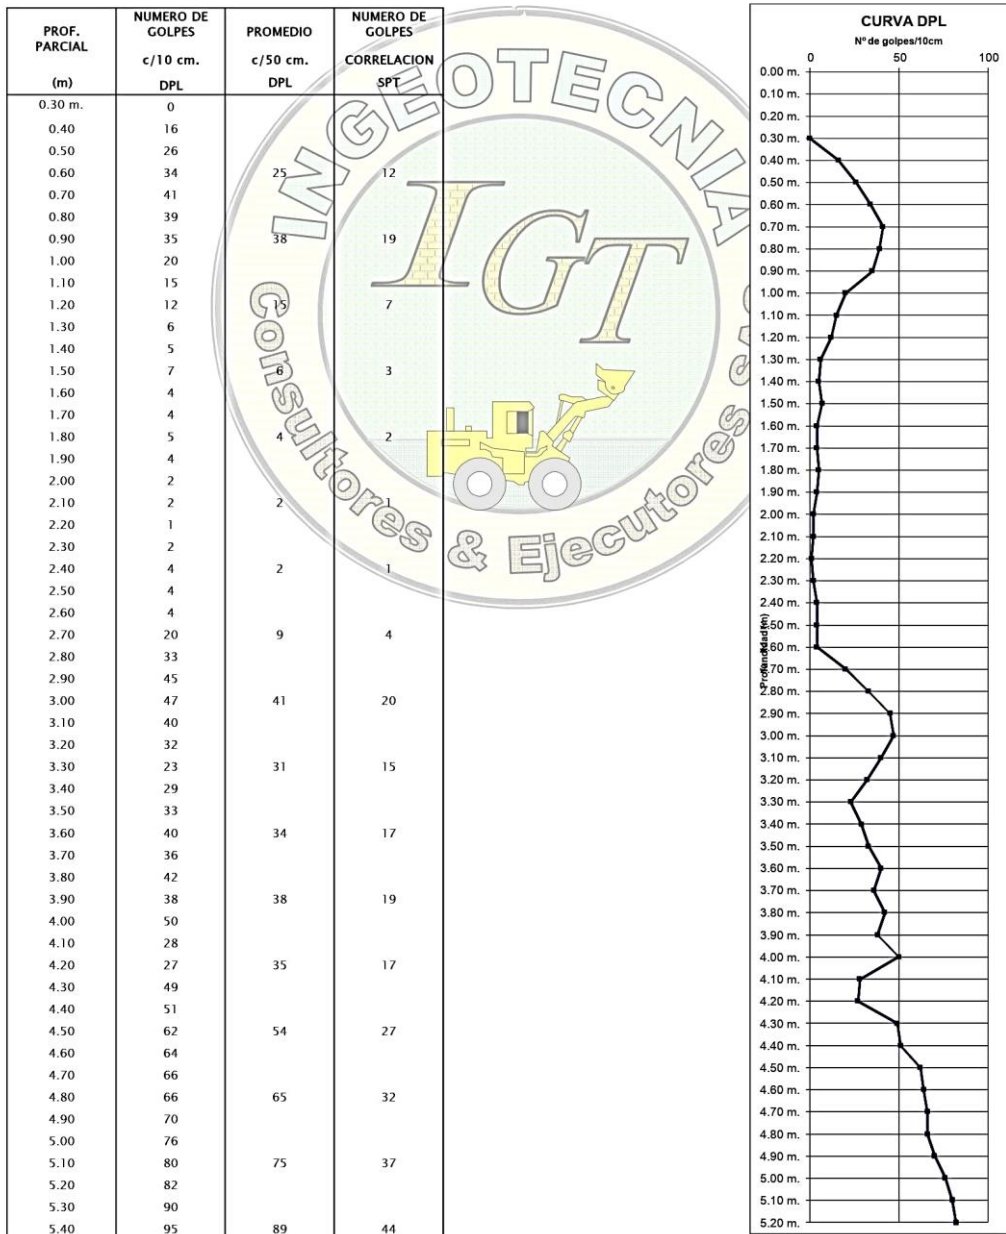 PROF. PARCIAL (m) NUMERO DE GOLPES c/10 cm. DPL PROMEDIO c/50 cm. DPL NUMERO DE GOLPES CORRELACION SPT
0.30 m. 0
0.40 16
0.50 26
0.60 34 25 12
0.70 41
0.80 39
0.90 35 38 19
1.00 20
1.10 15
1.20 12 15 7
1.30 6
1.40 5
1.50 7 6 3
1.60 4
1.70 4
1.80 5 4 2
1.90 4
2.00 2
2.10 2 2 1
2.20 1
2.30 2
2.40 4 2 1
2.50 4
2.60 4
2.70 20 9 4
2.80 33
2.90 45
3.00 47 41 20
3.10 40
3.20 32
3.30 23 31 15
3.40 29
3.50 33
3.60 40 34 17
3.70 36
3.80 42
3.90 38 38 19
4.00 50
4.10 28
4.20 27 35 17
4.30 49
4.40 51
4.50 62 54 27
4.60 64
4.70 66
4.80 66 65 32
4.90 70
5.00 76
5.10 80 75 37
5.20 82
5.30 90
5.40 95 89 44
INGEOTECNIA
IGT
Consultores & Ejecutores
CURVA DPL
Nº de golpes/10cm
0 50 100
Profundidad (m)
0.00 m.
0.10 m.
0.20 m.
0.30 m.
0.40 m.
0.50 m.
0.60 m.
0.70 m.
0.80 m.
0.90 m.
1.00 m.
1.10 m.
1.20 m.
1.30 m.
1.40 m.
1.50 m.
1.60 m.
1.70 m.
1.80 m.
1.90 m.
2.00 m.
2.10 m.
2.20 m.
2.30 m.
2.40 m.
2.50 m.
2.60 m.
2.70 m.
2.80 m.
2.90 m.
3.00 m.
3.10 m.
3.20 m.
3.30 m.
3.40 m.
3.50 m.
3.60 m.
3.70 m.
3.80 m.
3.90 m.
4.00 m.
4.10 m.
4.20 m.
4.30 m.
4.40 m.
4.50 m.
4.60 m.
4.70 m.
4.80 m.
4.90 m.
5.00 m.
5.10 m.
5.20 m.